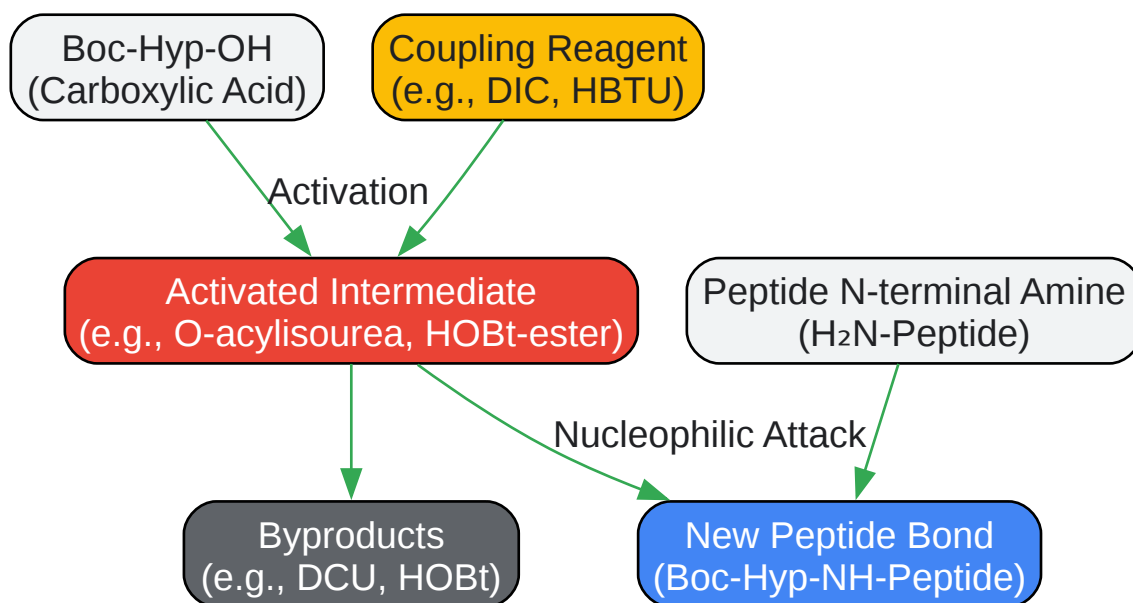 Boc-Hyp-OH
(Carboxylic Acid)
Coupling Reagent
(e.g., DIC, HBTU)
Activation
Activated Intermediate
(e.g., O-acylisourea, HOBt-ester)
Peptide N-terminal Amine
(H₂N-Peptide)
Nucleophilic Attack
Byproducts
(e.g., DCU, HOBt)
New Peptide Bond
(Boc-Hyp-NH-Peptide)